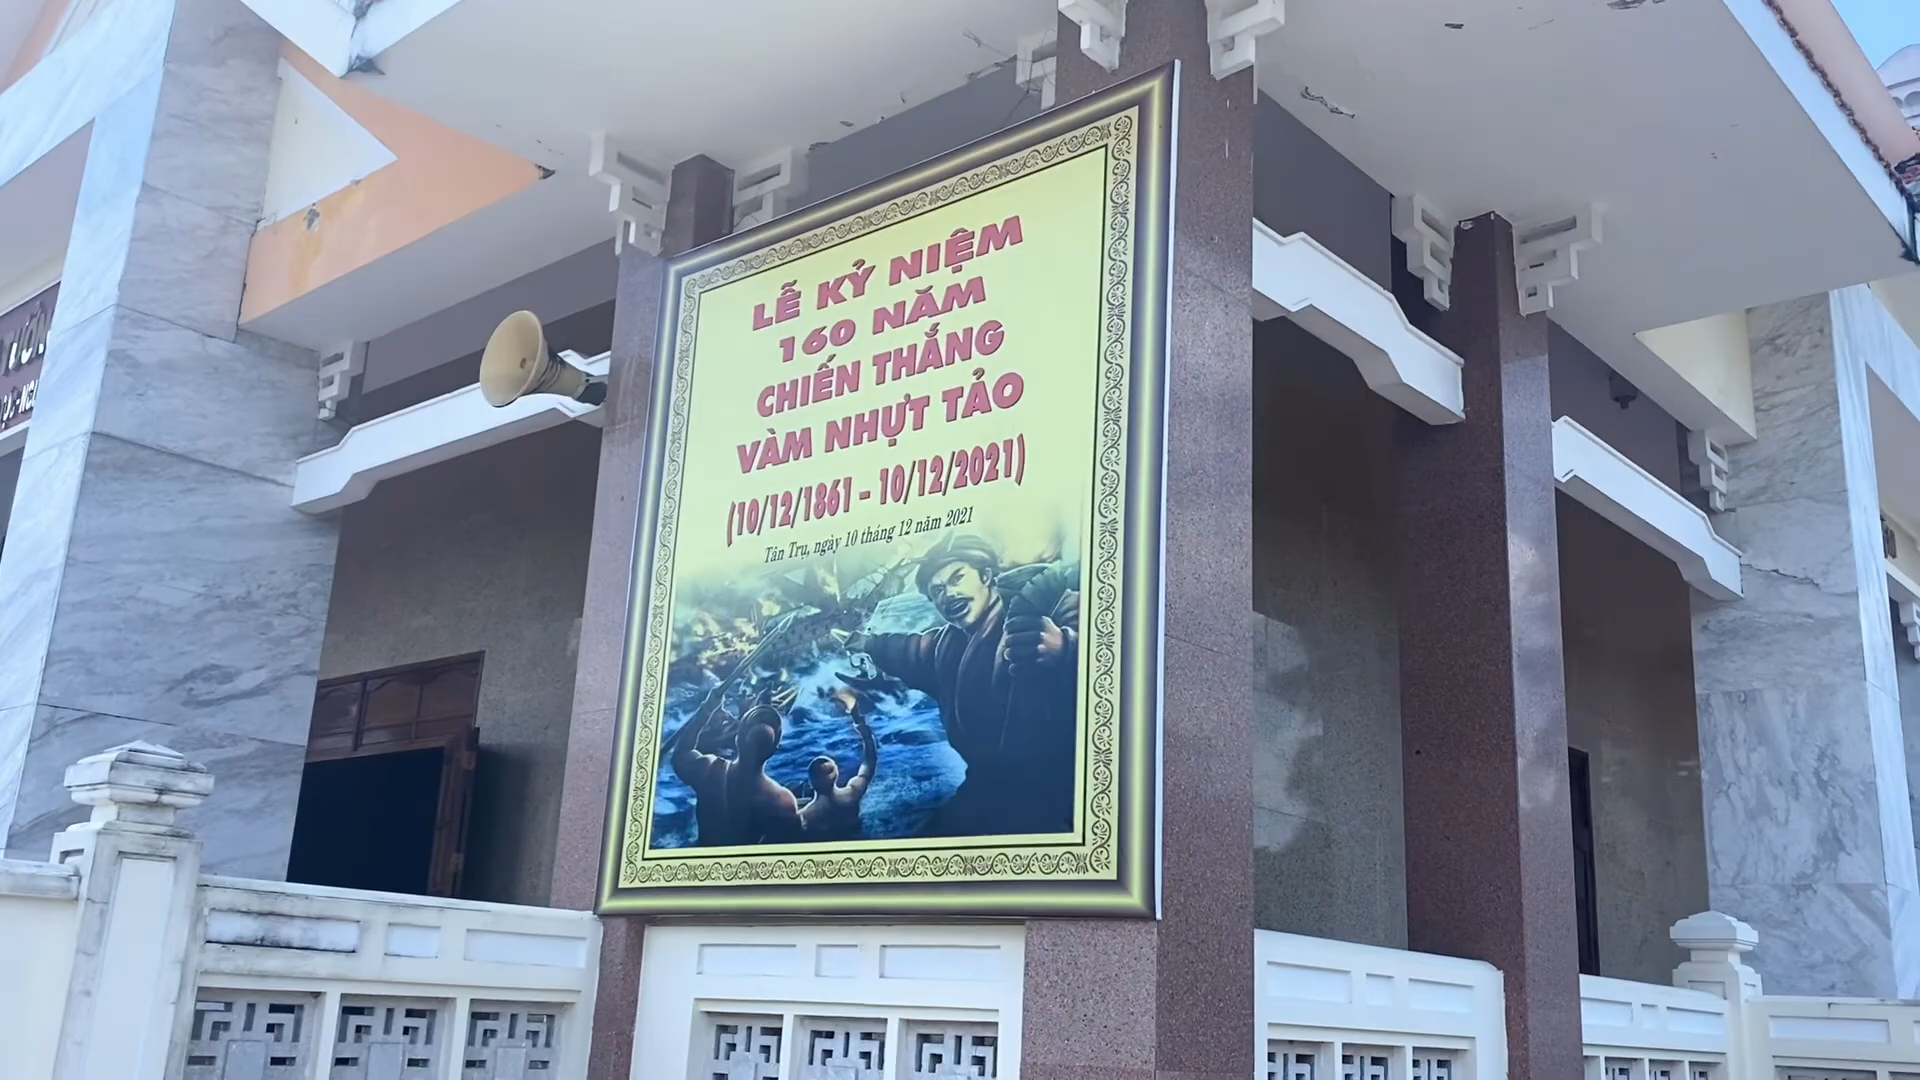 LỄ KỶ NIỆM
160 NĂM
CHIẾN THẮNG
VÀM NHỰT TẢO
(10/12/1861 - 10/12/2021)
Tân Trụ, ngày 10 tháng 12 năm 2021